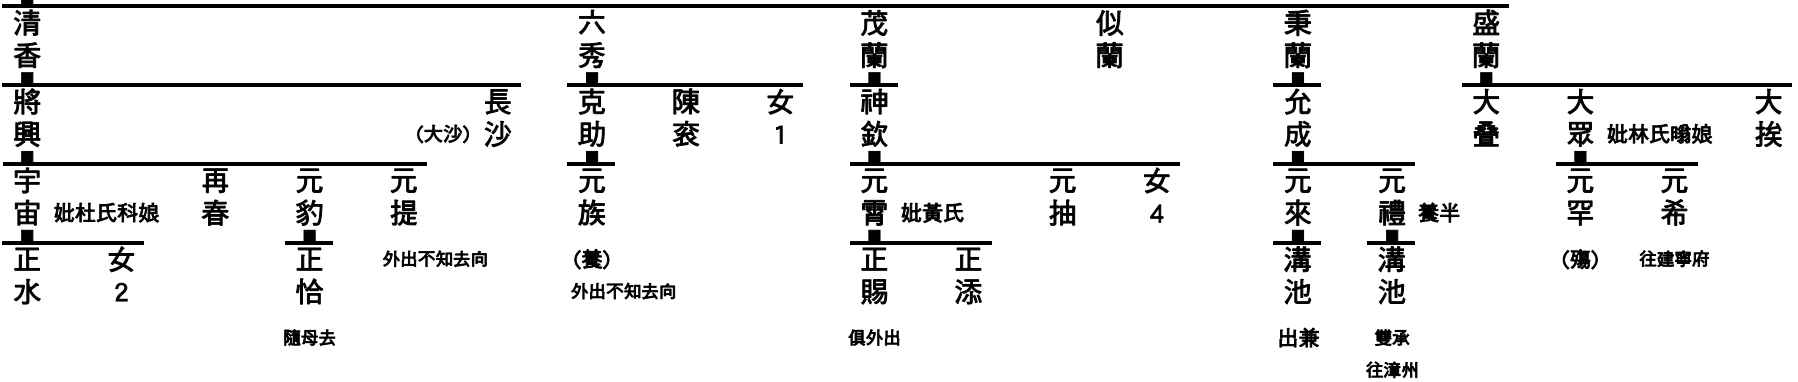 清香 六秀 茂蘭 似蘭 秉蘭 盛蘭
將興 (大沙) 長沙 克助 陳衮 女1 神欽 允成 大叠 大眾 妣林氏暡娘 大挨
宇宙 妣杜氏科娘 再春 元豹 元提 元族 元霄 妣黃氏 元抽 女4 元來 元禮 養半 元罕 元希
正水 女2 正恰 外出不知去向 (養) 正賜 正添 溝池 溝池 (殤) 往建寧府
外出不知去向
隨母去 俱外出 出兼 雙承
往漳州